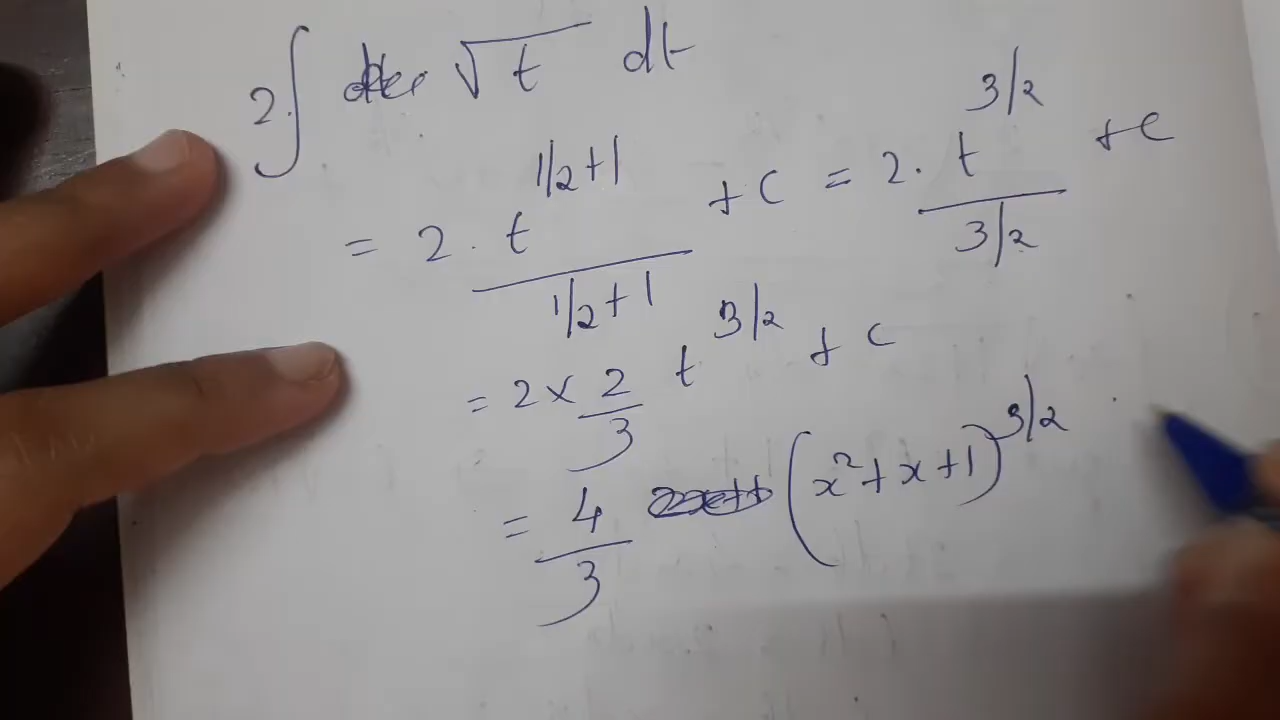 2.∫ √t dt
= 2 . t^(1/2+1) / (1/2+1) + C = 2 . t^(3/2) / (3/2) + C
= 2 × 2/3 t^(3/2) + C
= 4/3 (x²+x+1)^(3/2)